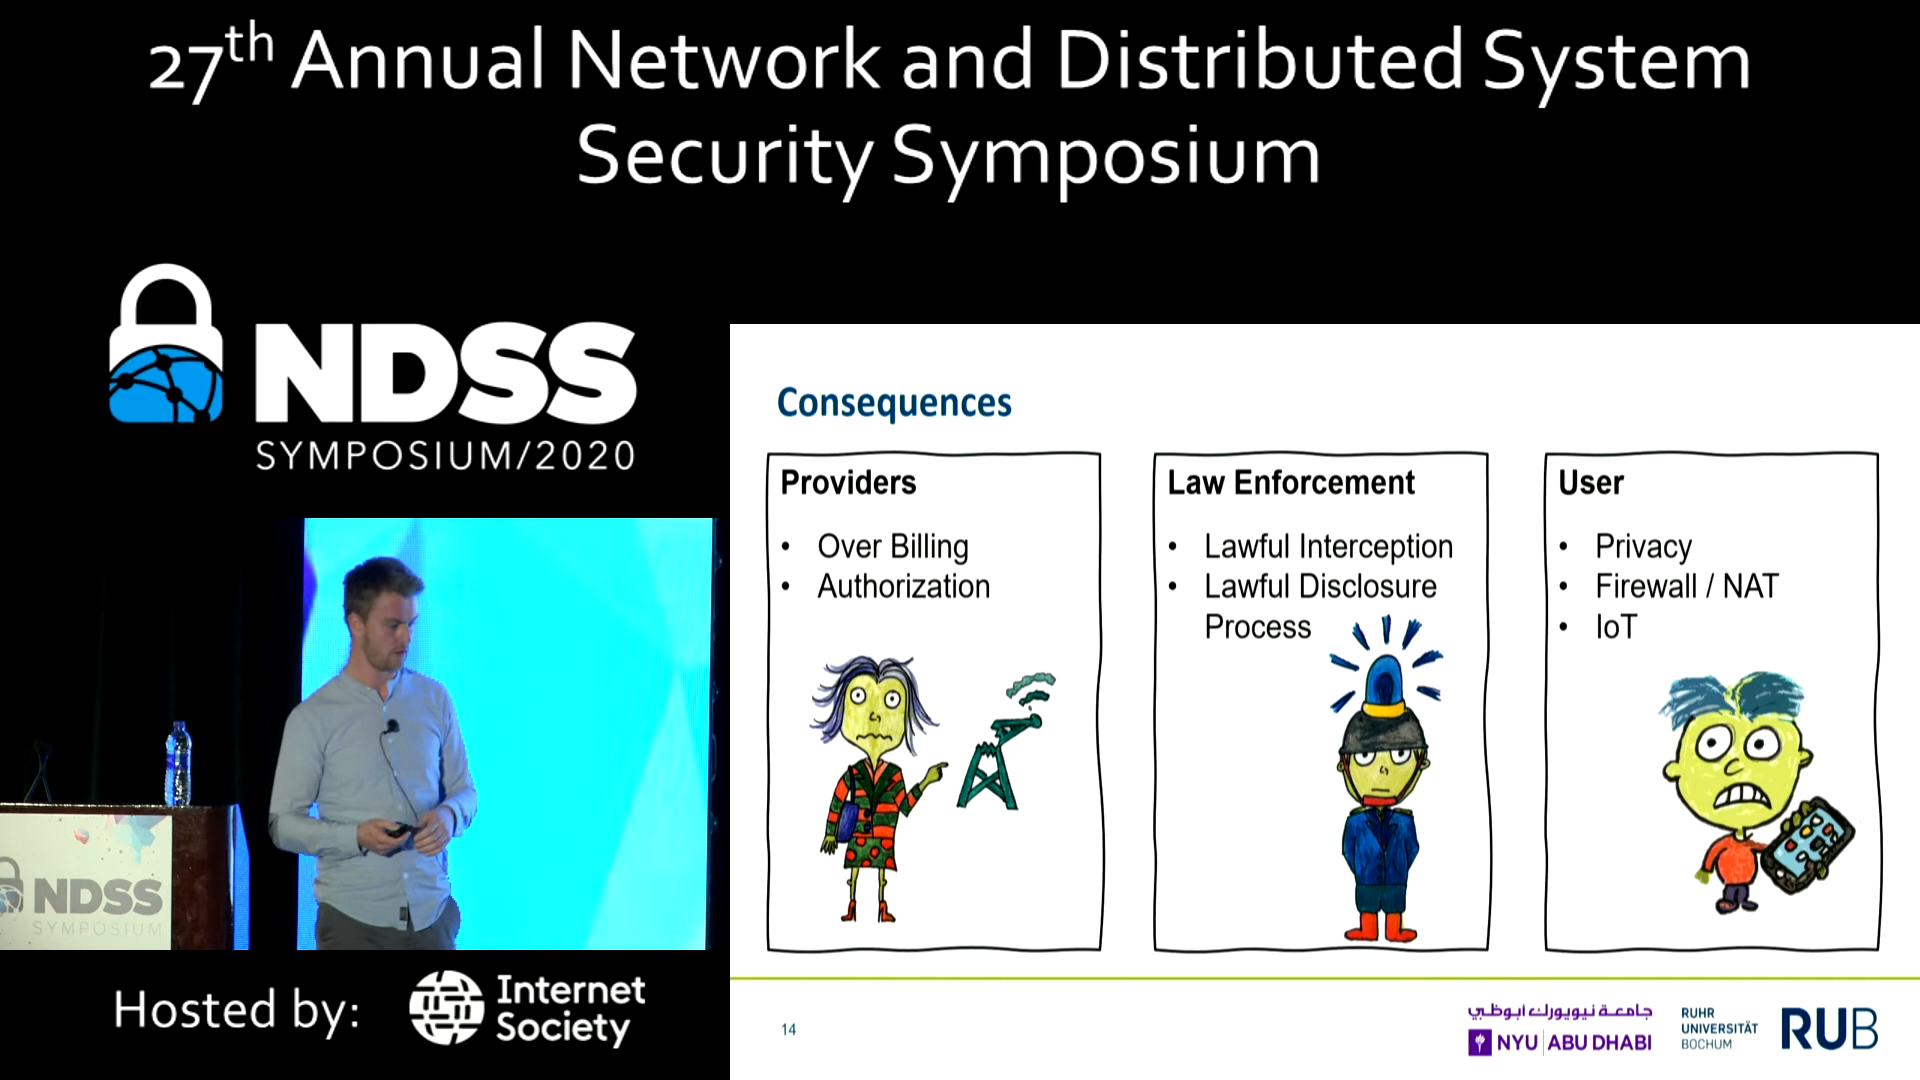 27th Annual Network and Distributed System
Security Symposium
NDSS
SYMPOSIUM/2020
Consequences
Providers
• Over Billing
• Authorization
Law Enforcement
• Lawful Interception
• Lawful Disclosure
Process
User
• Privacy
• Firewall / NAT
• IoT
NDSS
SYMPOSIUM
Hosted by:
Internet
Society
14
جامعة نيويورك أبوظبي
NYU ABU DHABI
RUHR
UNIVERSITÄT
BOCHUM
RUB